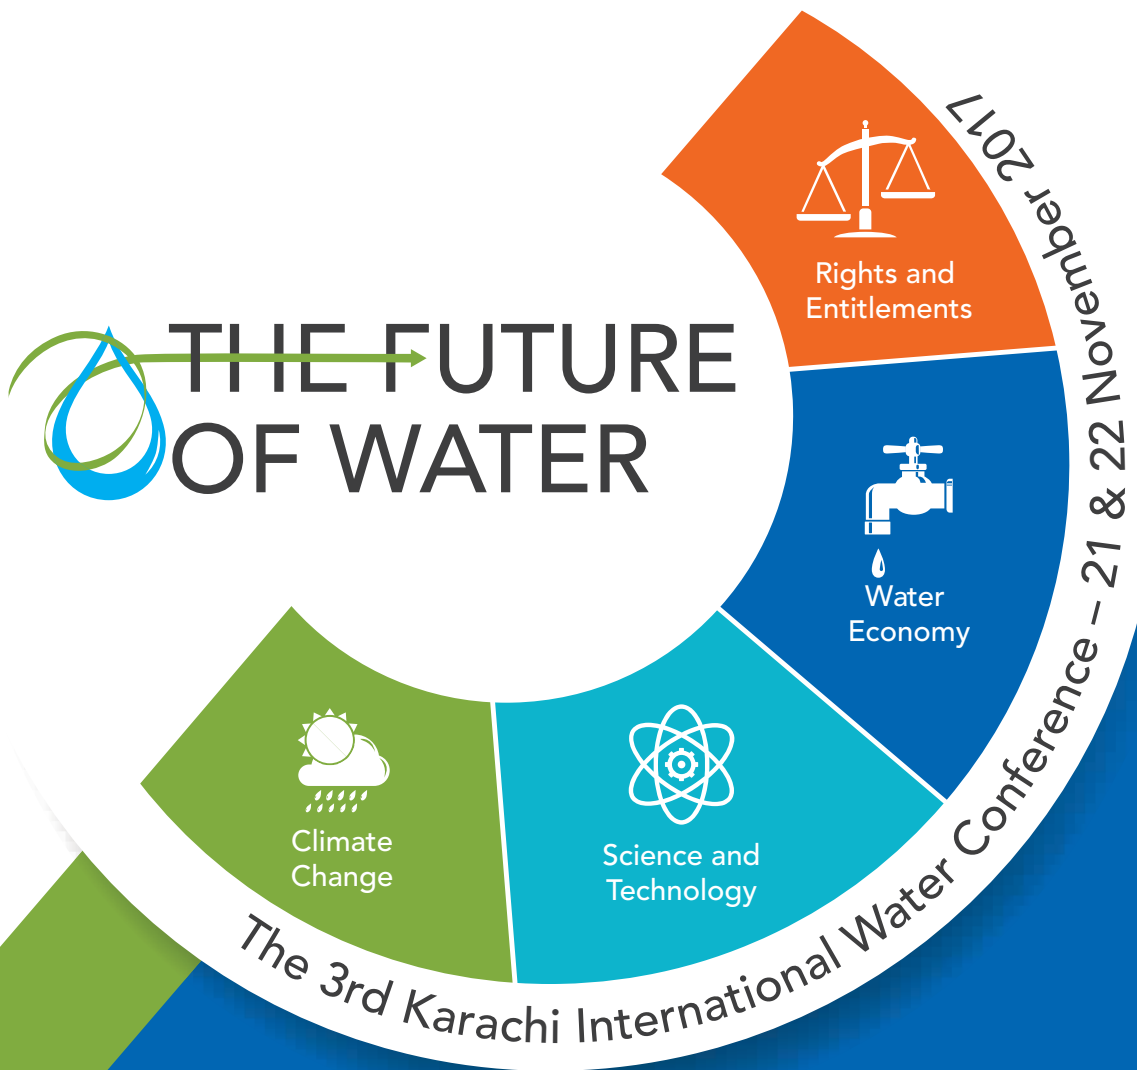 THE FUTURE
OF WATER
Rights and
Entitlements
Water
Economy
Science and
Technology
Climate
Change
The 3rd Karachi International Water Conference – 21 & 22 November 2017